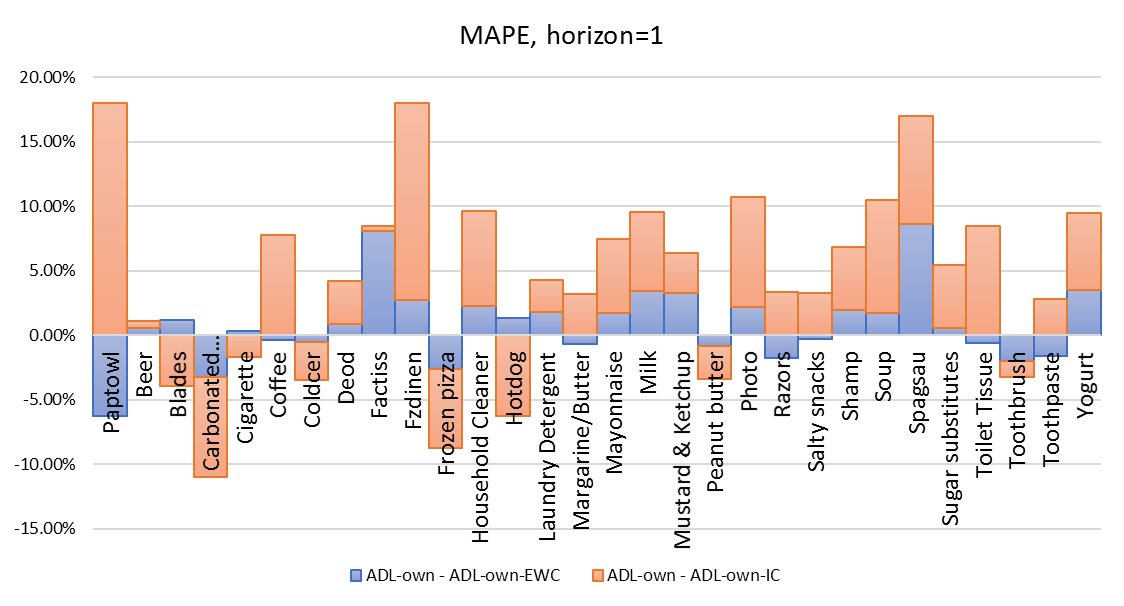 MAPE, horizon=1
20.00%
15.00%
10.00%
5.00%
0.00%
-5.00%
-10.00%
-15.00%
Paptowl
Beer
Blades
Carbonated...
Cigarette
Coffee
Coldcer
Deod
Factiss
Fzdinen
Frozen pizza
Household Cleaner
Hotdog
Laundry Detergent
Margarine/Butter
Mayonnaise
Milk
Mustard & Ketchup
Peanut butter
Photo
Razors
Salty snacks
Shamp
Soup
Spagsau
Sugar substitutes
Toilet Tissue
Toothbrush
Toothpaste
Yogurt
ADL-own - ADL-own-EWC
ADL-own - ADL-own-IC